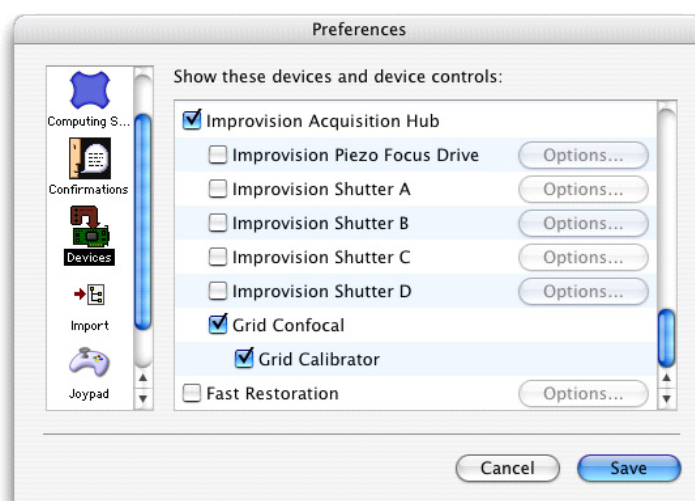 Preferences
Show these devices and device controls:
Computing S...
Confirmations
Devices
Import
Joypad
Improvision Acquisition Hub
Improvision Piezo Focus Drive Options...
Improvision Shutter A Options...
Improvision Shutter B Options...
Improvision Shutter C Options...
Improvision Shutter D Options...
Grid Confocal
Grid Calibrator
Fast Restoration Options...
Cancel Save